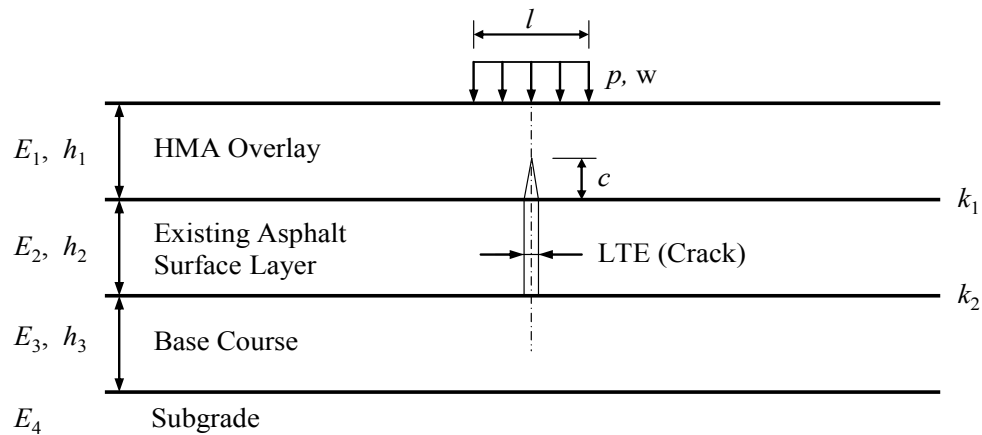 l
p, w
E1, h1
HMA Overlay
c
k1
E2, h2
Existing Asphalt
Surface Layer
LTE (Crack)
k2
E3, h3
Base Course
E4
Subgrade